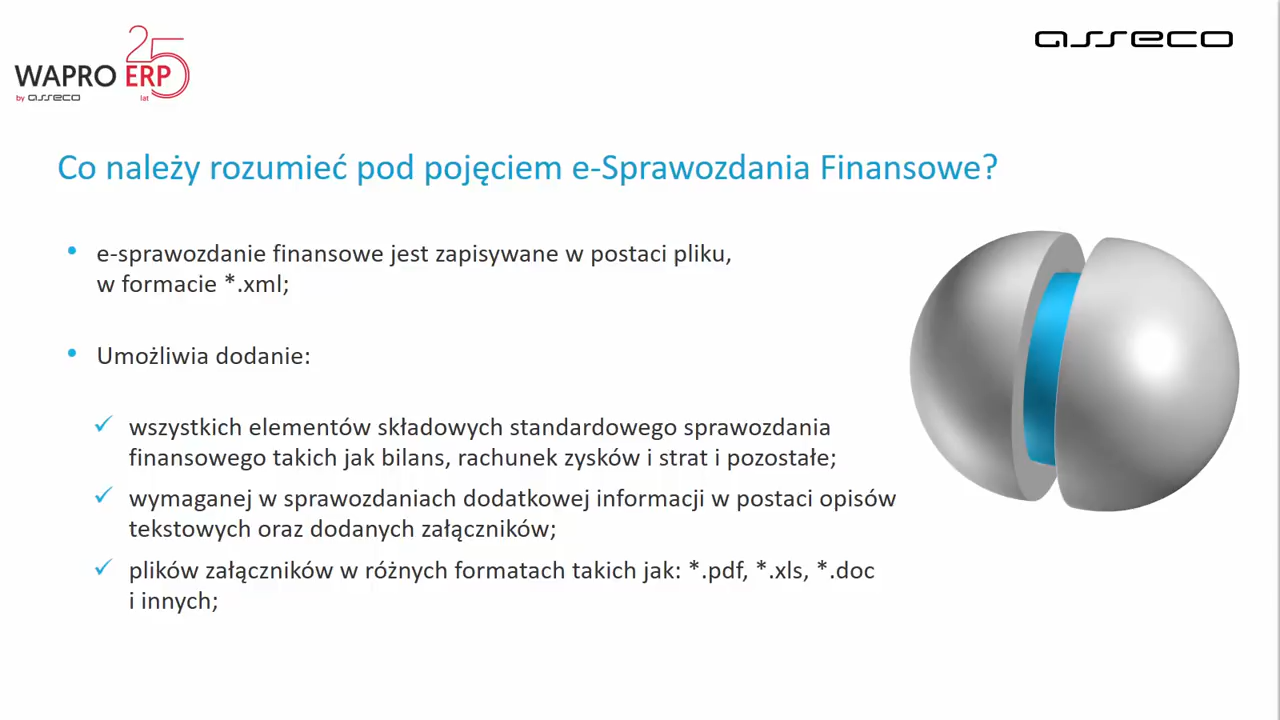 25
WAPRO ERP
by asseco lat
asseco
Co należy rozumieć pod pojęciem e-Sprawozdania Finansowe?
• e-sprawozdanie finansowe jest zapisywane w postaci pliku,
w formacie *.xml;
• Umożliwia dodanie:
✓ wszystkich elementów składowych standardowego sprawozdania
finansowego takich jak bilans, rachunek zysków i strat i pozostałe;
✓ wymaganej w sprawozdaniach dodatkowej informacji w postaci opisów
tekstowych oraz dodanych załączników;
✓ plików załączników w różnych formatach takich jak: *.pdf, *.xls, *.doc
i innych;